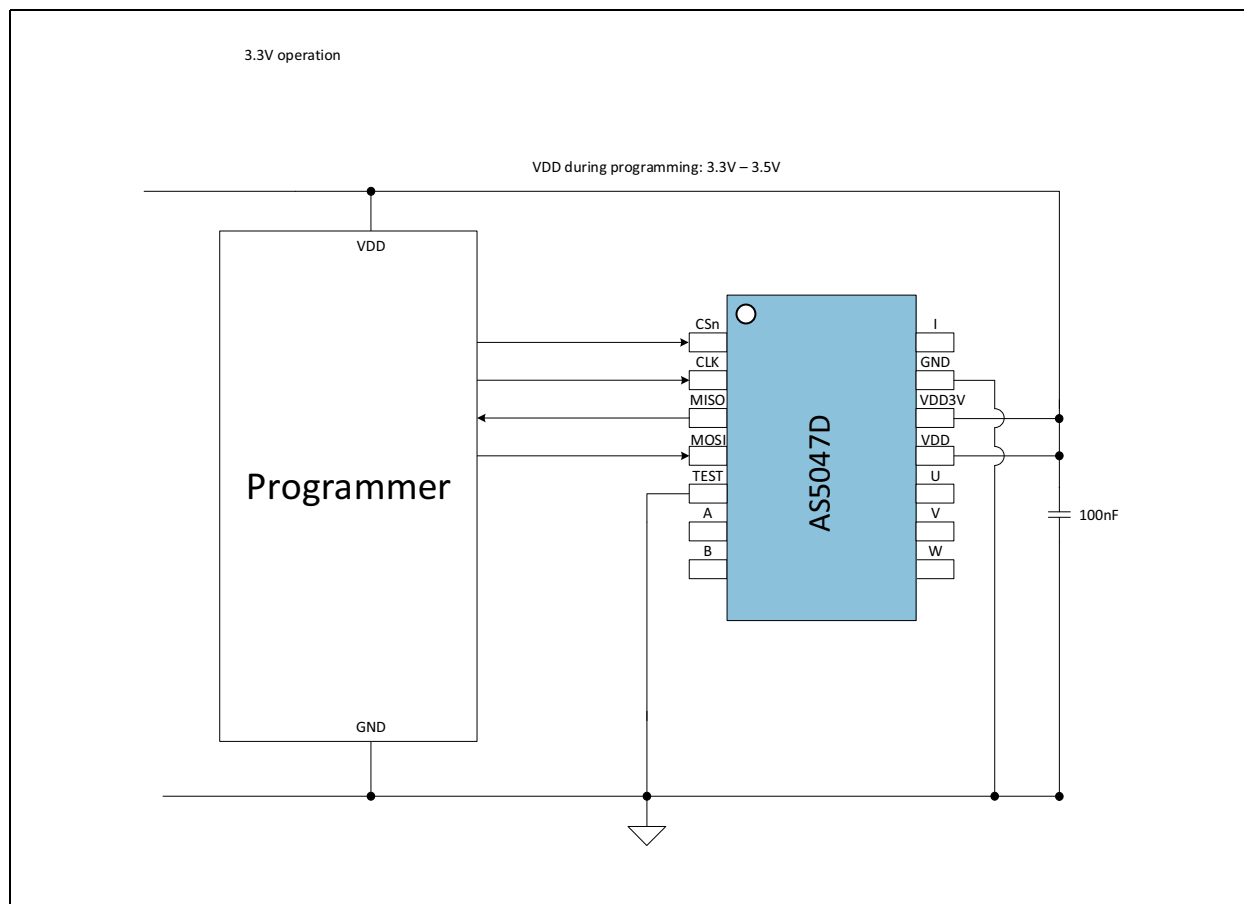 3.3V operation
VDD during programming: 3.3V – 3.5V
VDD
Programmer
GND
CSn
CLK
MISO
MOSI
TEST
A
B
AS5047D
I
GND
VDD3V
VDD
U
V
W
100nF